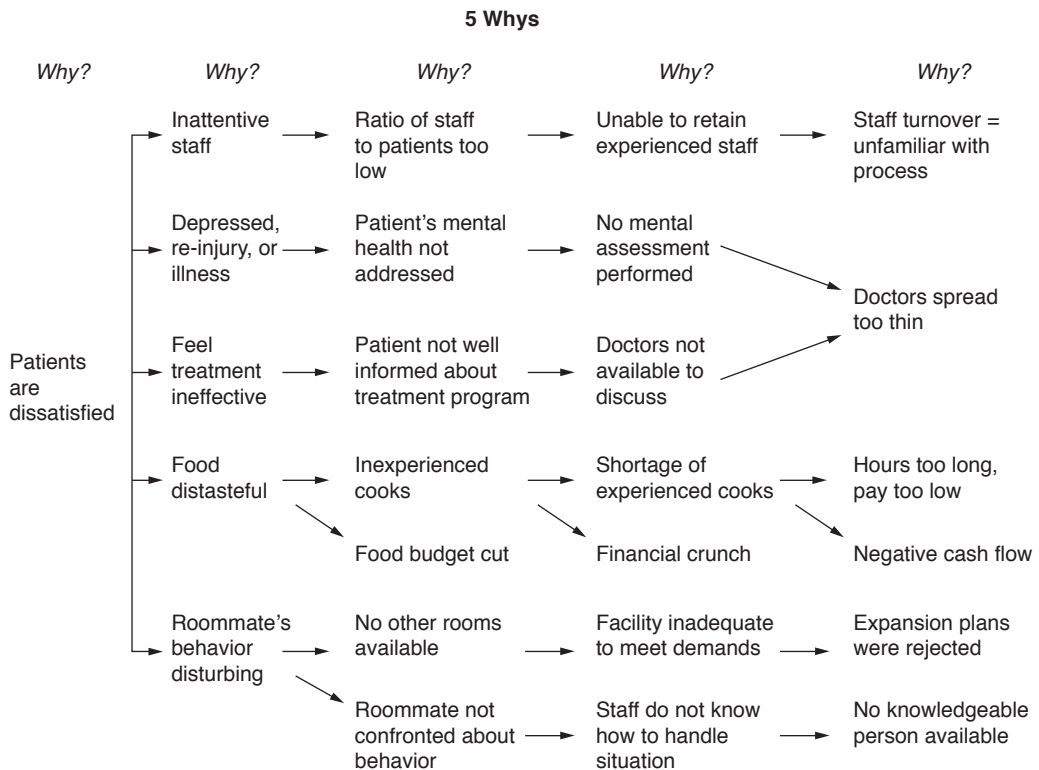 5 Whys
Why?
Why?
Why?
Why?
Why?
Patients
are
dissatisfied
Inattentive
staff
Ratio of staff
to patients too
low
Unable to retain
experienced staff
Staff turnover =
unfamiliar with
process
Depressed,
re-injury, or
illness
Patient’s mental
health not
addressed
No mental
assessment
performed
Doctors spread
too thin
Feel
treatment
ineffective
Patient not well
informed about
treatment program
Doctors not
available to
discuss
Food
distasteful
Inexperienced
cooks
Shortage of
experienced cooks
Hours too long,
pay too low
Food budget cut
Financial crunch
Negative cash flow
Roommate’s
behavior
disturbing
No other rooms
available
Facility inadequate
to meet demands
Expansion plans
were rejected
Roommate not
confronted about
behavior
Staff do not know
how to handle
situation
No knowledgeable
person available